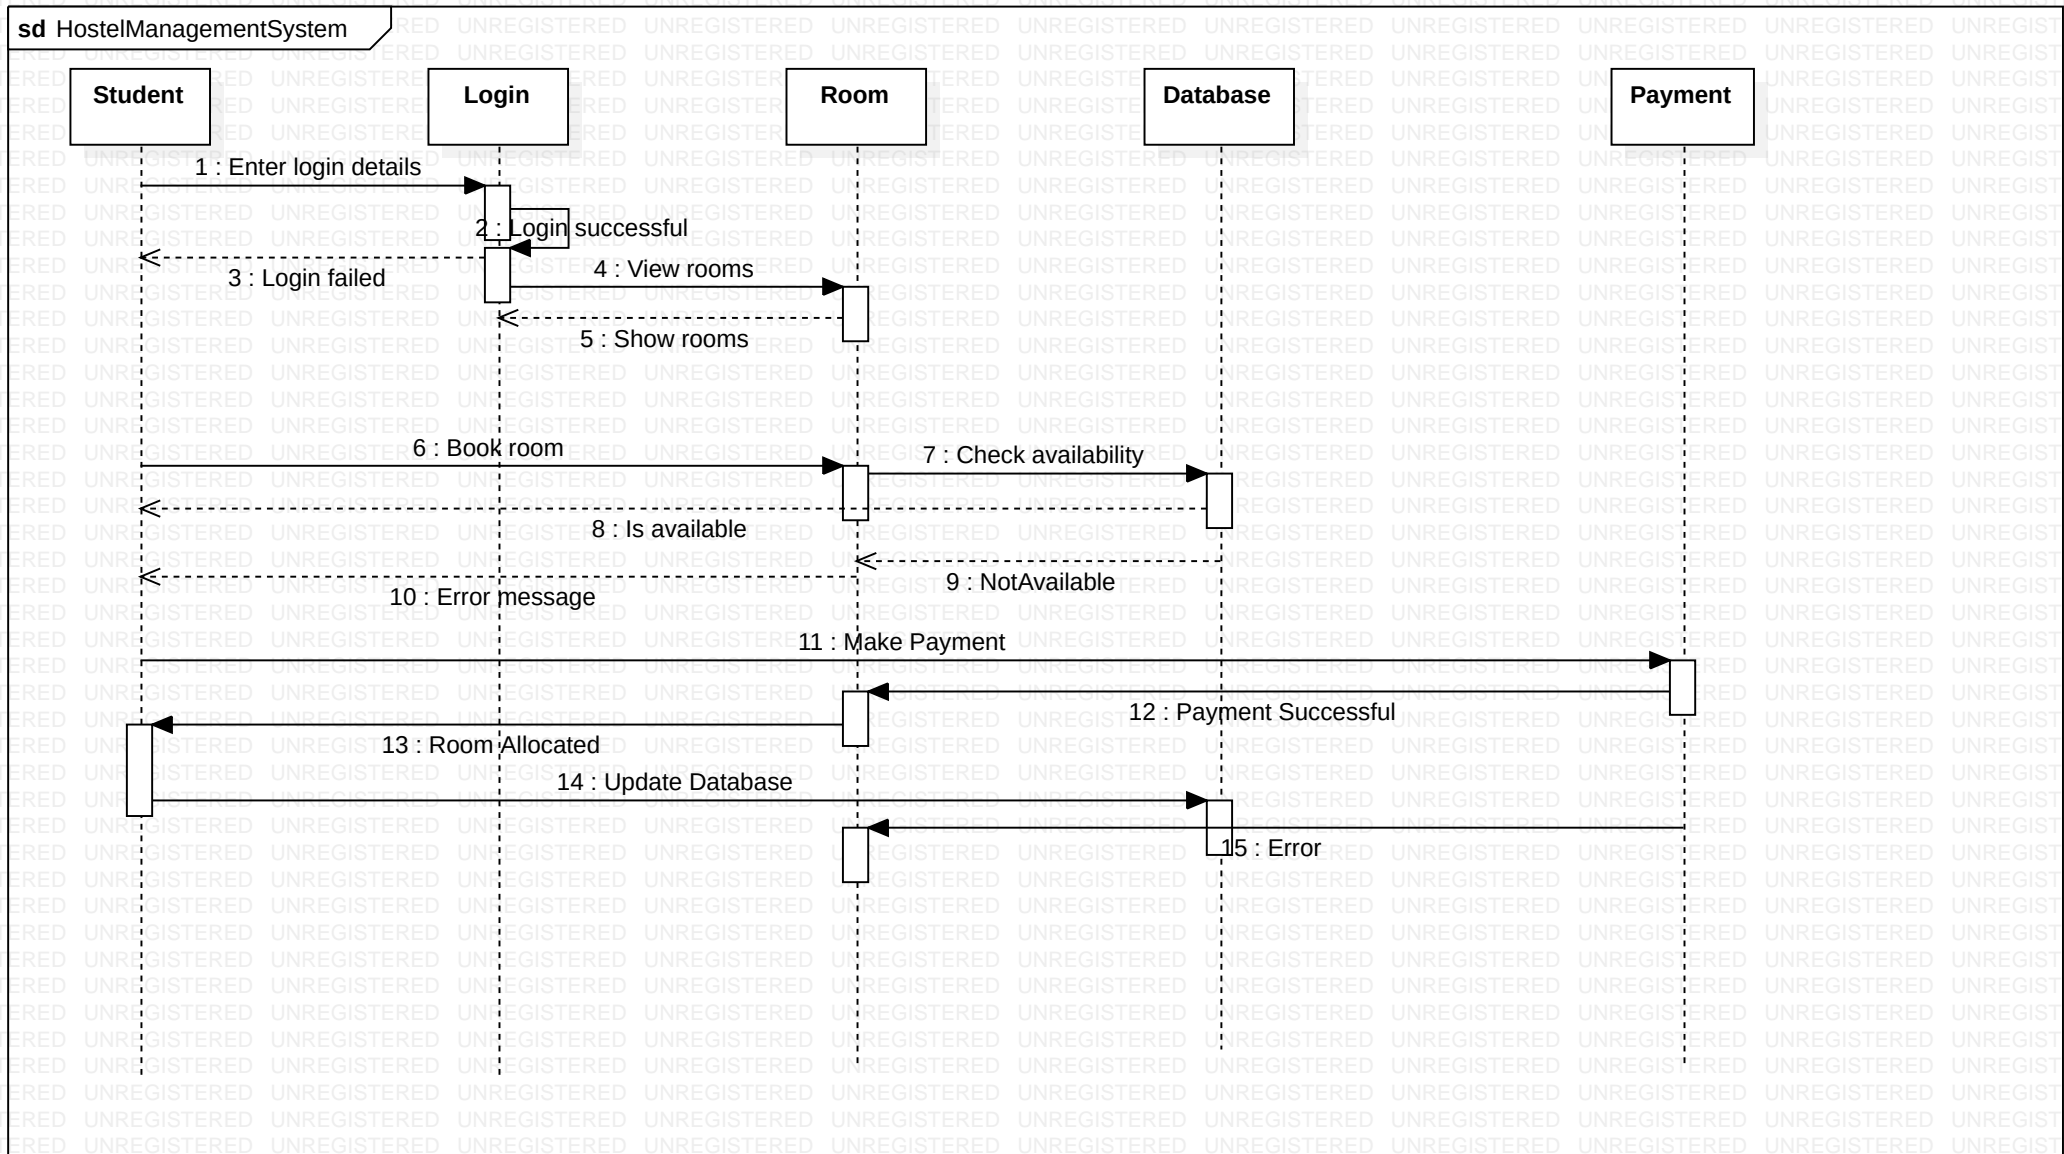 sd HostelManagementSystem
Student
Login
Room
Database
Payment
1 : Enter login details
2 : Login successful
3 : Login failed
4 : View rooms
5 : Show rooms
6 : Book room
7 : Check availability
8 : Is available
9 : NotAvailable
10 : Error message
11 : Make Payment
12 : Payment Successful
13 : Room Allocated
14 : Update Database
15 : Error
UNREGISTERED